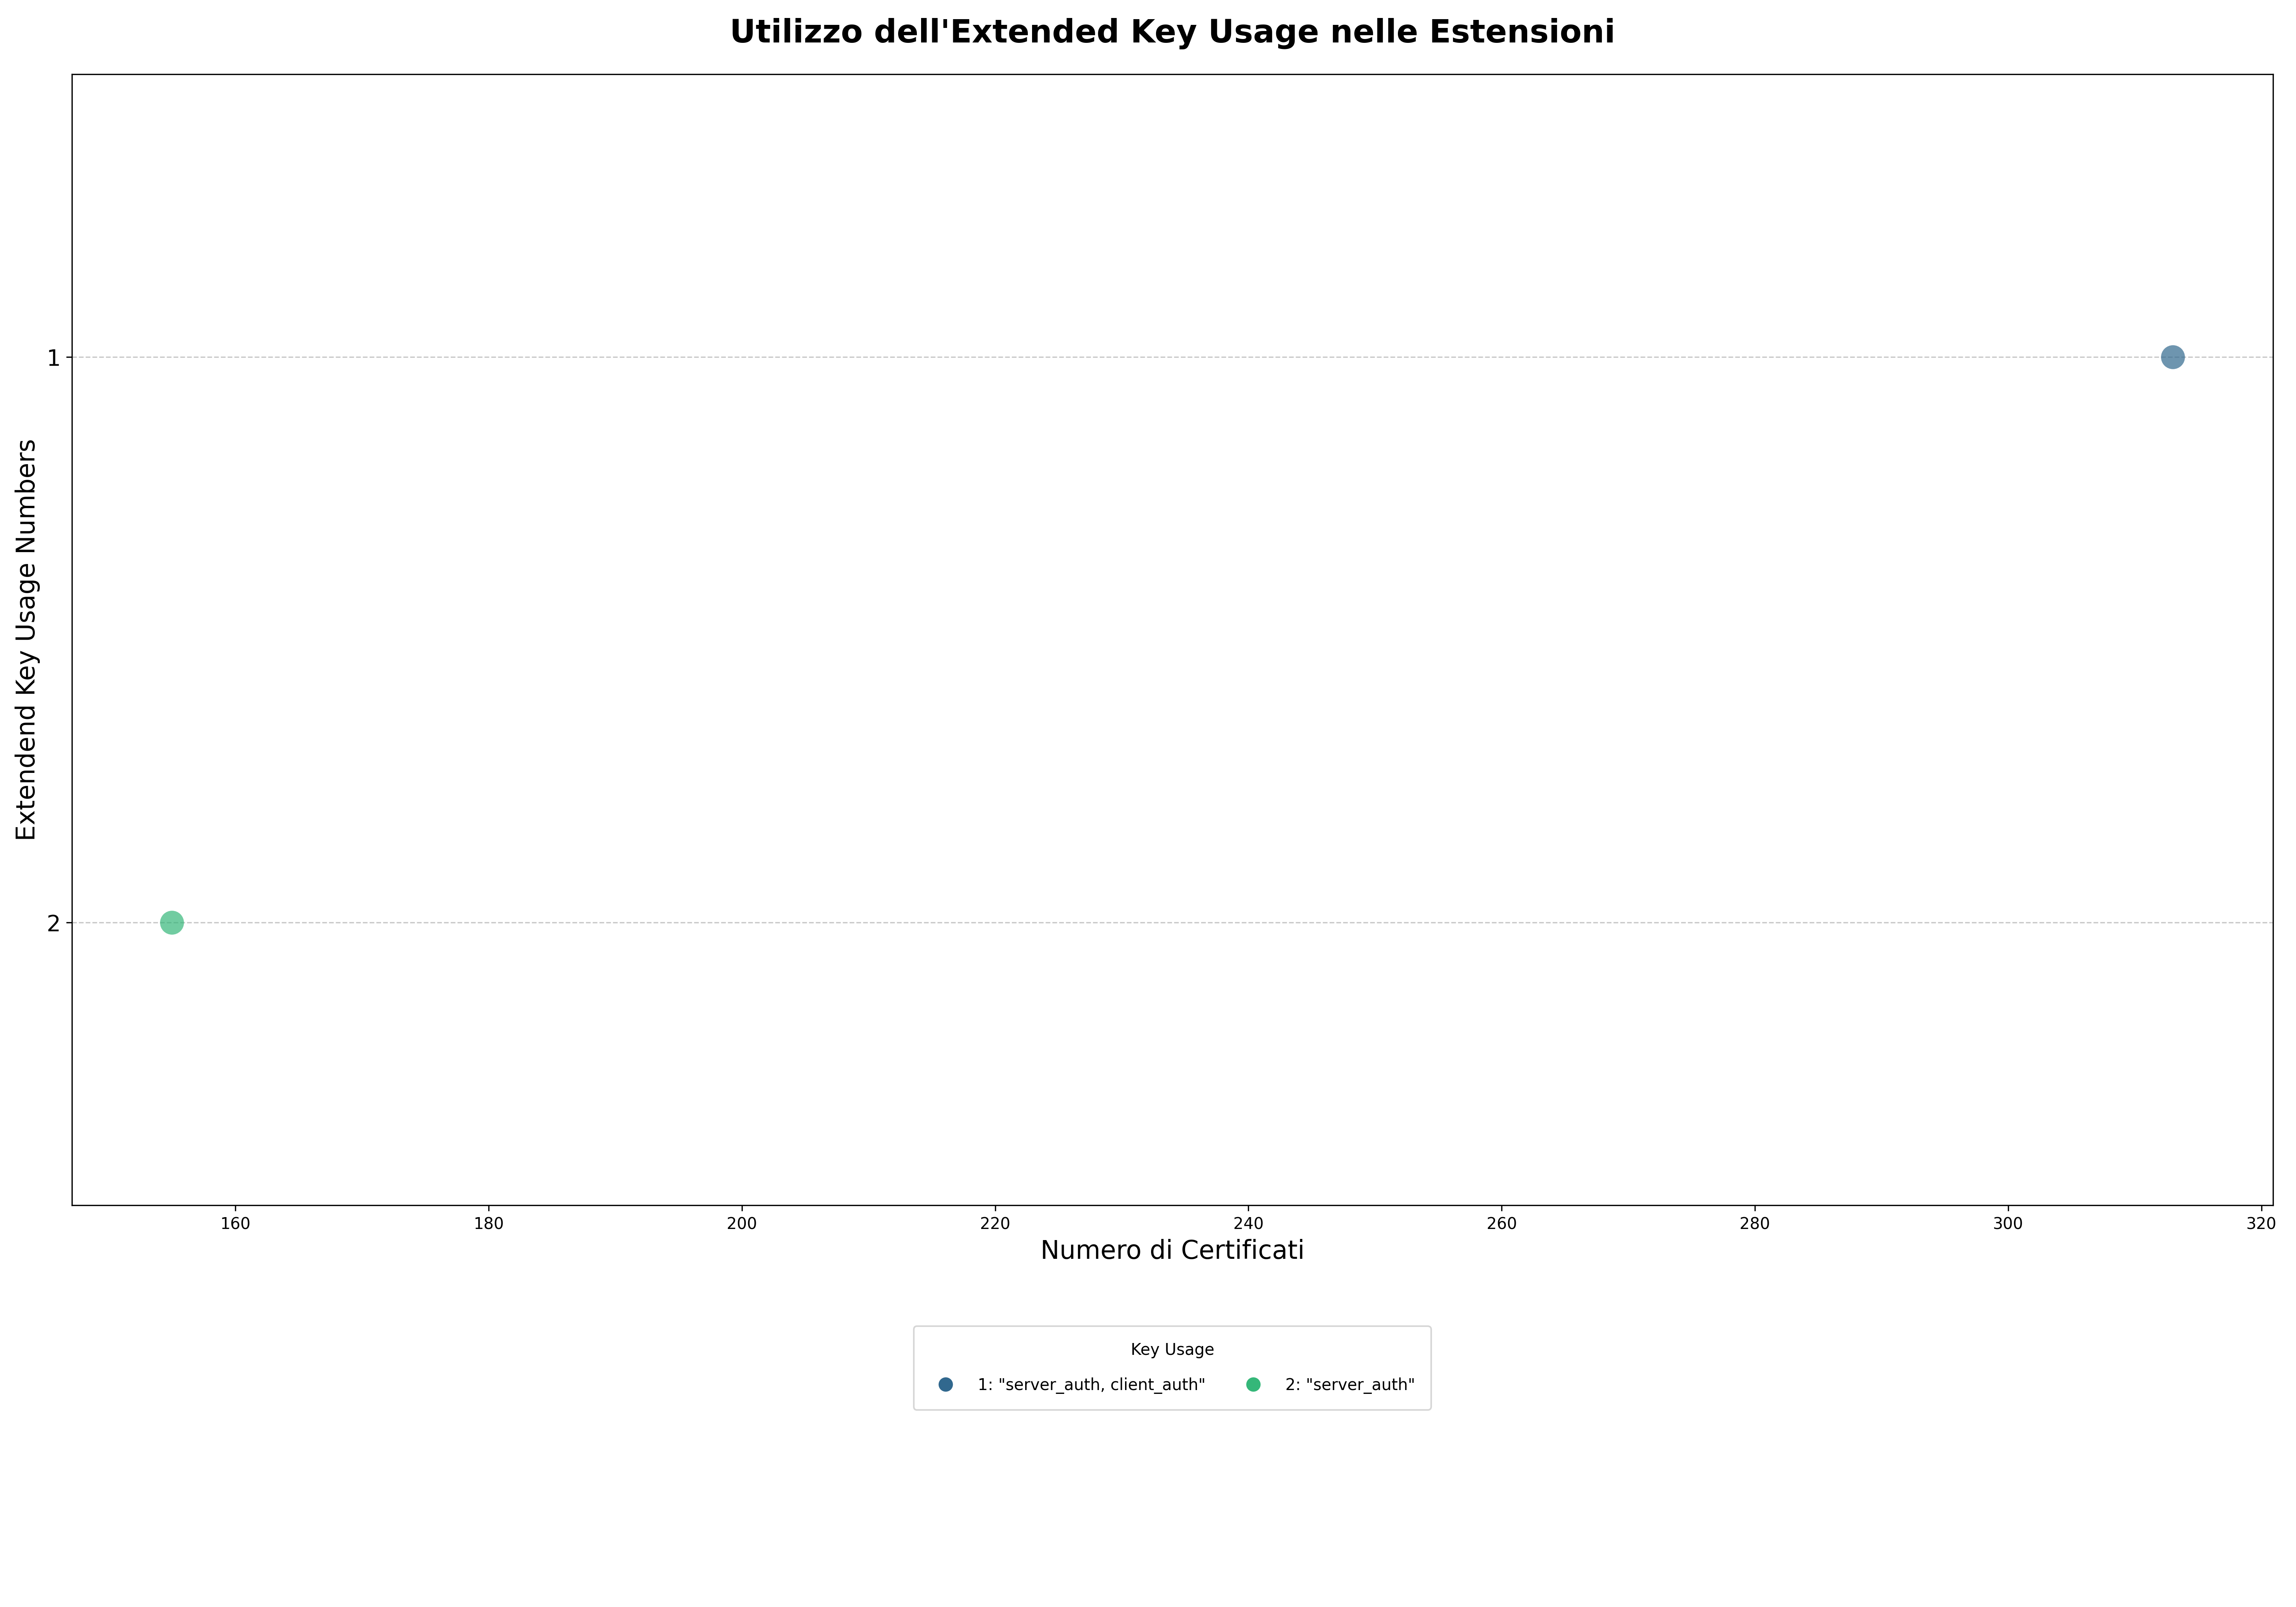 Utilizzo dell'Extended Key Usage nelle Estensioni
Extendend Key Usage Numbers
1
2
160 180 200 220 240 260 280 300 320
Numero di Certificati
Key Usage
1: "server_auth, client_auth" 2: "server_auth"